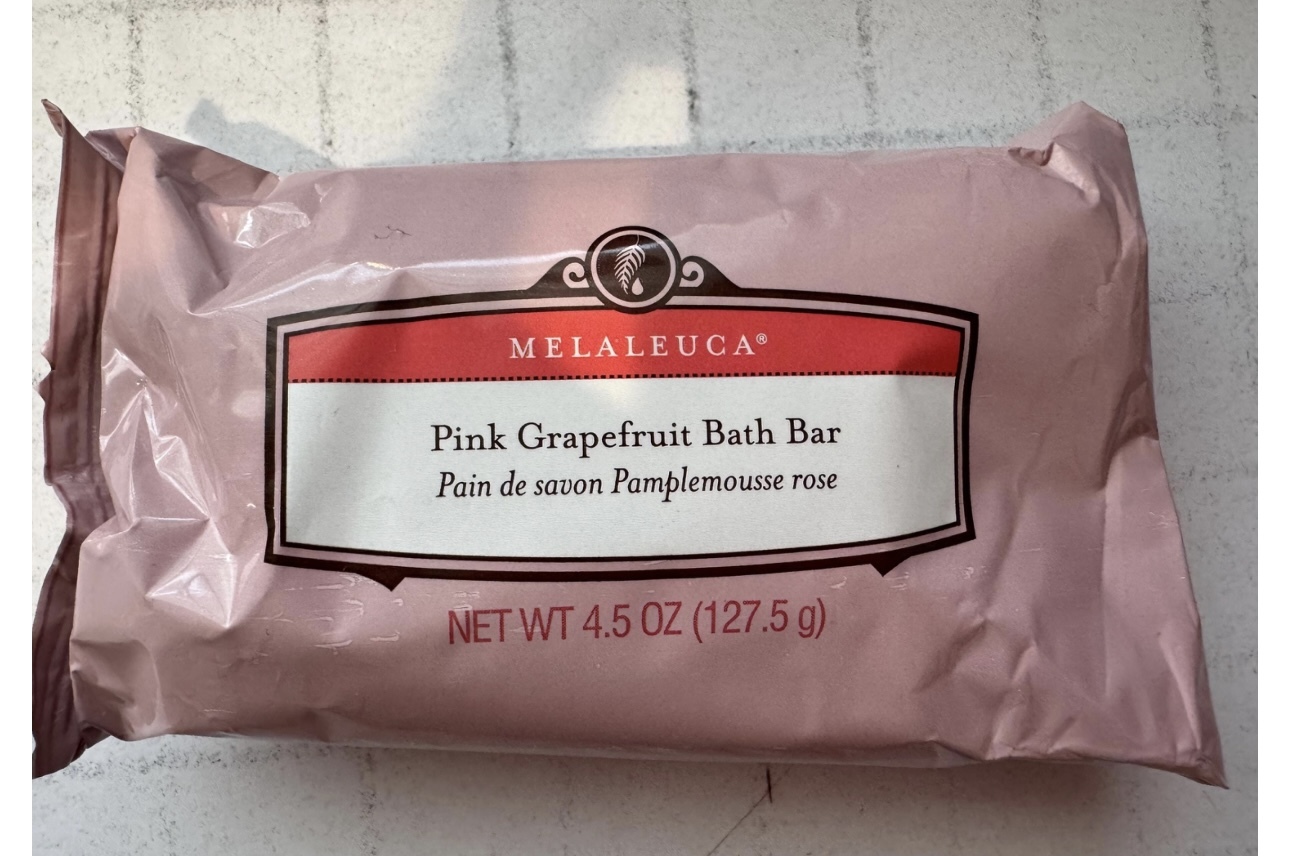 MELALEUCA®
Pink Grapefruit Bath Bar
Pain de savon Pamplemousse rose
NET WT 4.5 OZ (127.5 g)